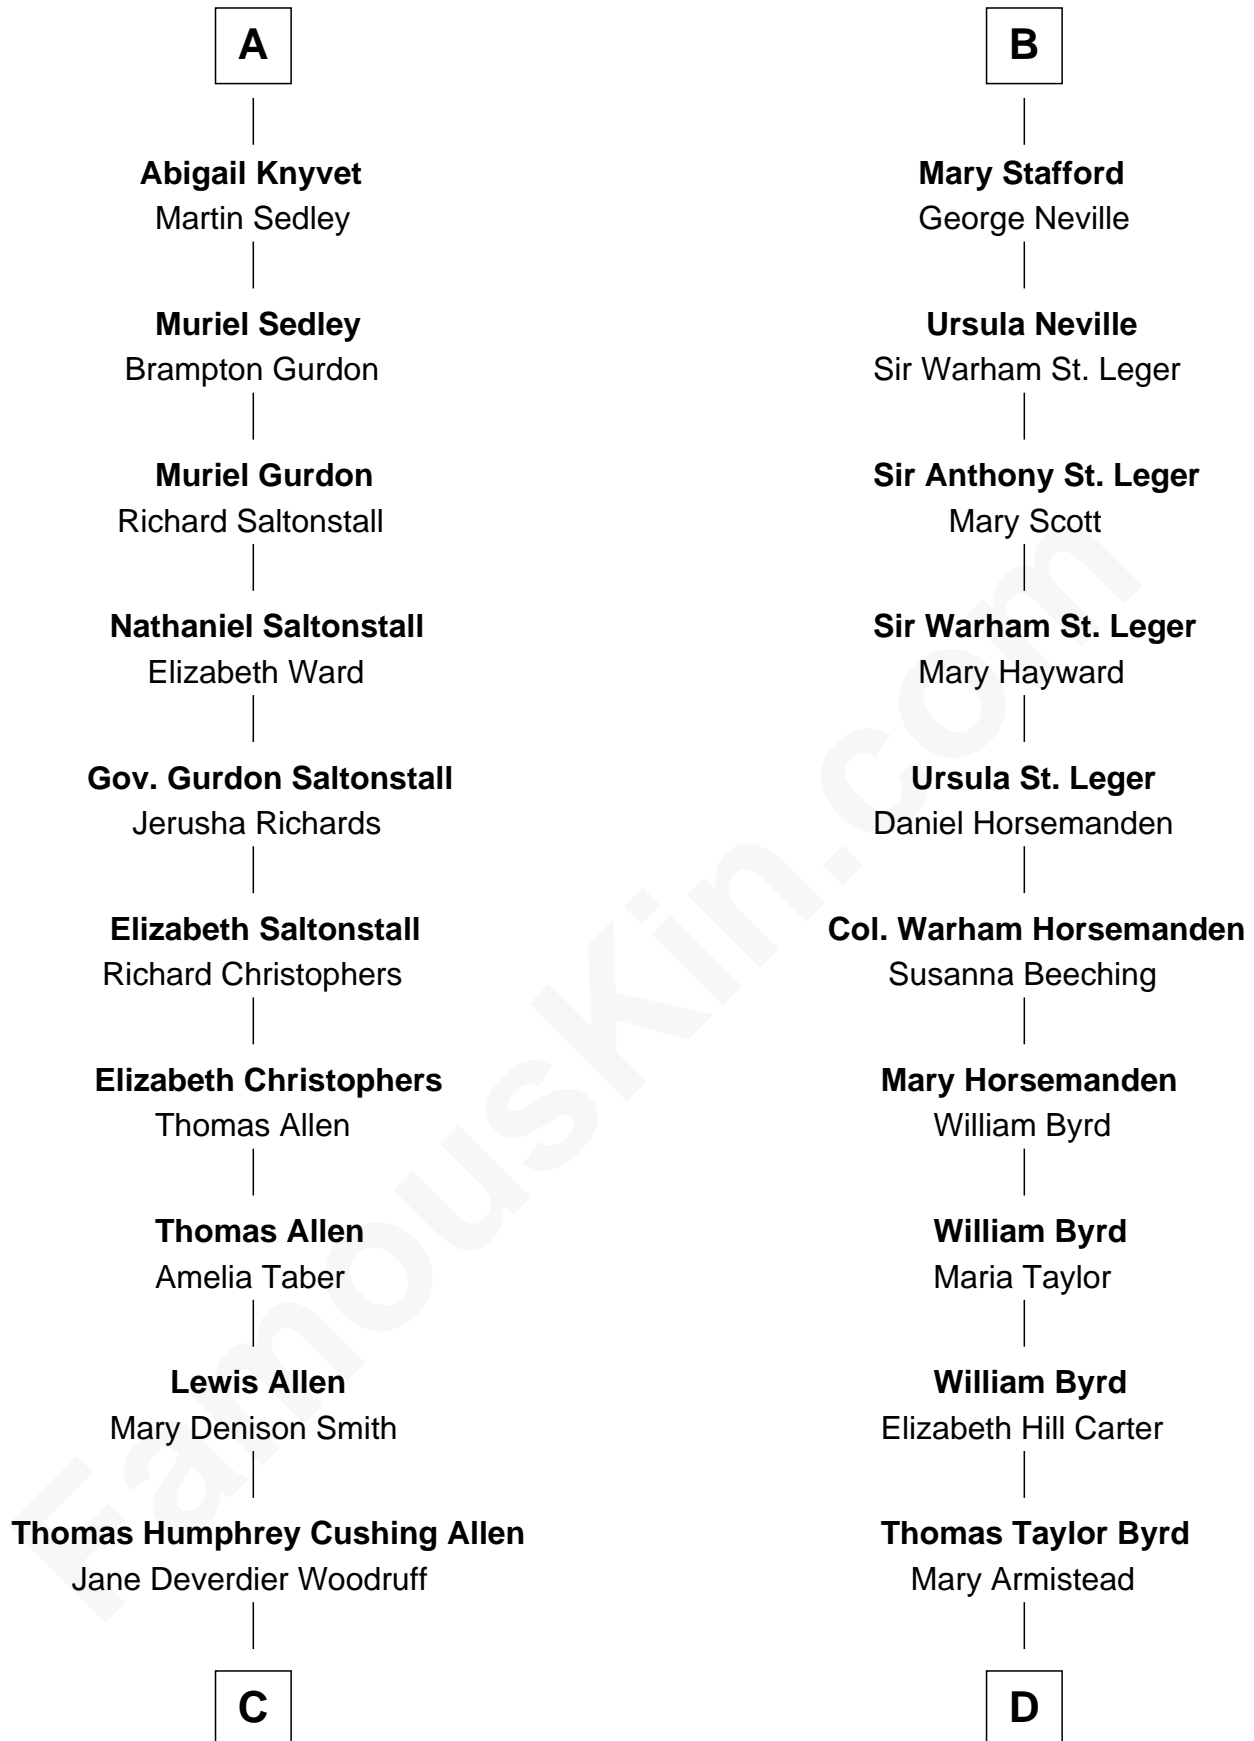 A
Abigail Knyvet
Martin Sedley
Muriel Sedley
Brampton Gurdon
Muriel Gurdon
Richard Saltonstall
Nathaniel Saltonstall
Elizabeth Ward
Gov. Gurdon Saltonstall
Jerusha Richards
Elizabeth Saltonstall
Richard Christophers
Elizabeth Christophers
Thomas Allen
Thomas Allen
Amelia Taber
Lewis Allen
Mary Denison Smith
Thomas Humphrey Cushing Allen
Jane Deverdier Woodruff
C
B
Mary Stafford
George Neville
Ursula Neville
Sir Warham St. Leger
Sir Anthony St. Leger
Mary Scott
Sir Warham St. Leger
Mary Hayward
Ursula St. Leger
Daniel Horsemanden
Col. Warham Horsemanden
Susanna Beeching
Mary Horsemanden
William Byrd
William Byrd
Maria Taylor
William Byrd
Elizabeth Hill Carter
Thomas Taylor Byrd
Mary Armistead
D
FamousKin.com